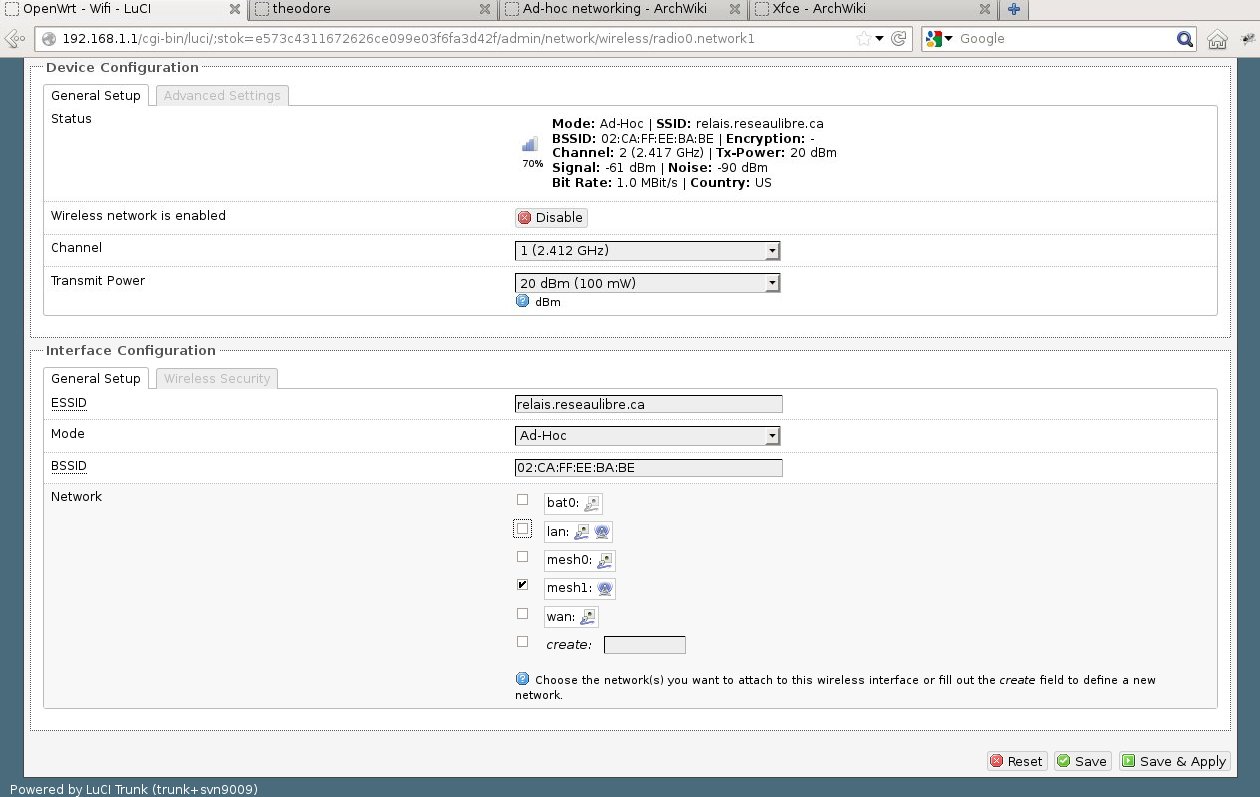 OpenWrt - Wifi - LuCI
theodore
Ad-hoc networking - ArchWiki
Xfce - ArchWiki
192.168.1.1/cgi-bin/luci/;stok=e573c4311672626ce099e03f6fa3d42f/admin/network/wireless/radio0.network1
Google
Device Configuration
General Setup
Advanced Settings
Status
70%
Mode: Ad-Hoc | SSID: relais.reseaulibre.ca
BSSID: 02:CA:FF:EE:BA:BE | Encryption: -
Channel: 2 (2.417 GHz) | Tx-Power: 20 dBm
Signal: -61 dBm | Noise: -90 dBm
Bit Rate: 1.0 MBit/s | Country: US
Wireless network is enabled
Disable
Channel
1 (2.412 GHz)
Transmit Power
20 dBm (100 mW)
dBm
Interface Configuration
General Setup
Wireless Security
ESSID
relais.reseaulibre.ca
Mode
Ad-Hoc
BSSID
02:CA:FF:EE:BA:BE
Network
bat0:
lan:
mesh0:
mesh1:
wan:
create:
Choose the network(s) you want to attach to this wireless interface or fill out the create field to define a new
network.
Reset
Save
Save & Apply
Powered by LuCI Trunk (trunk+svn9009)